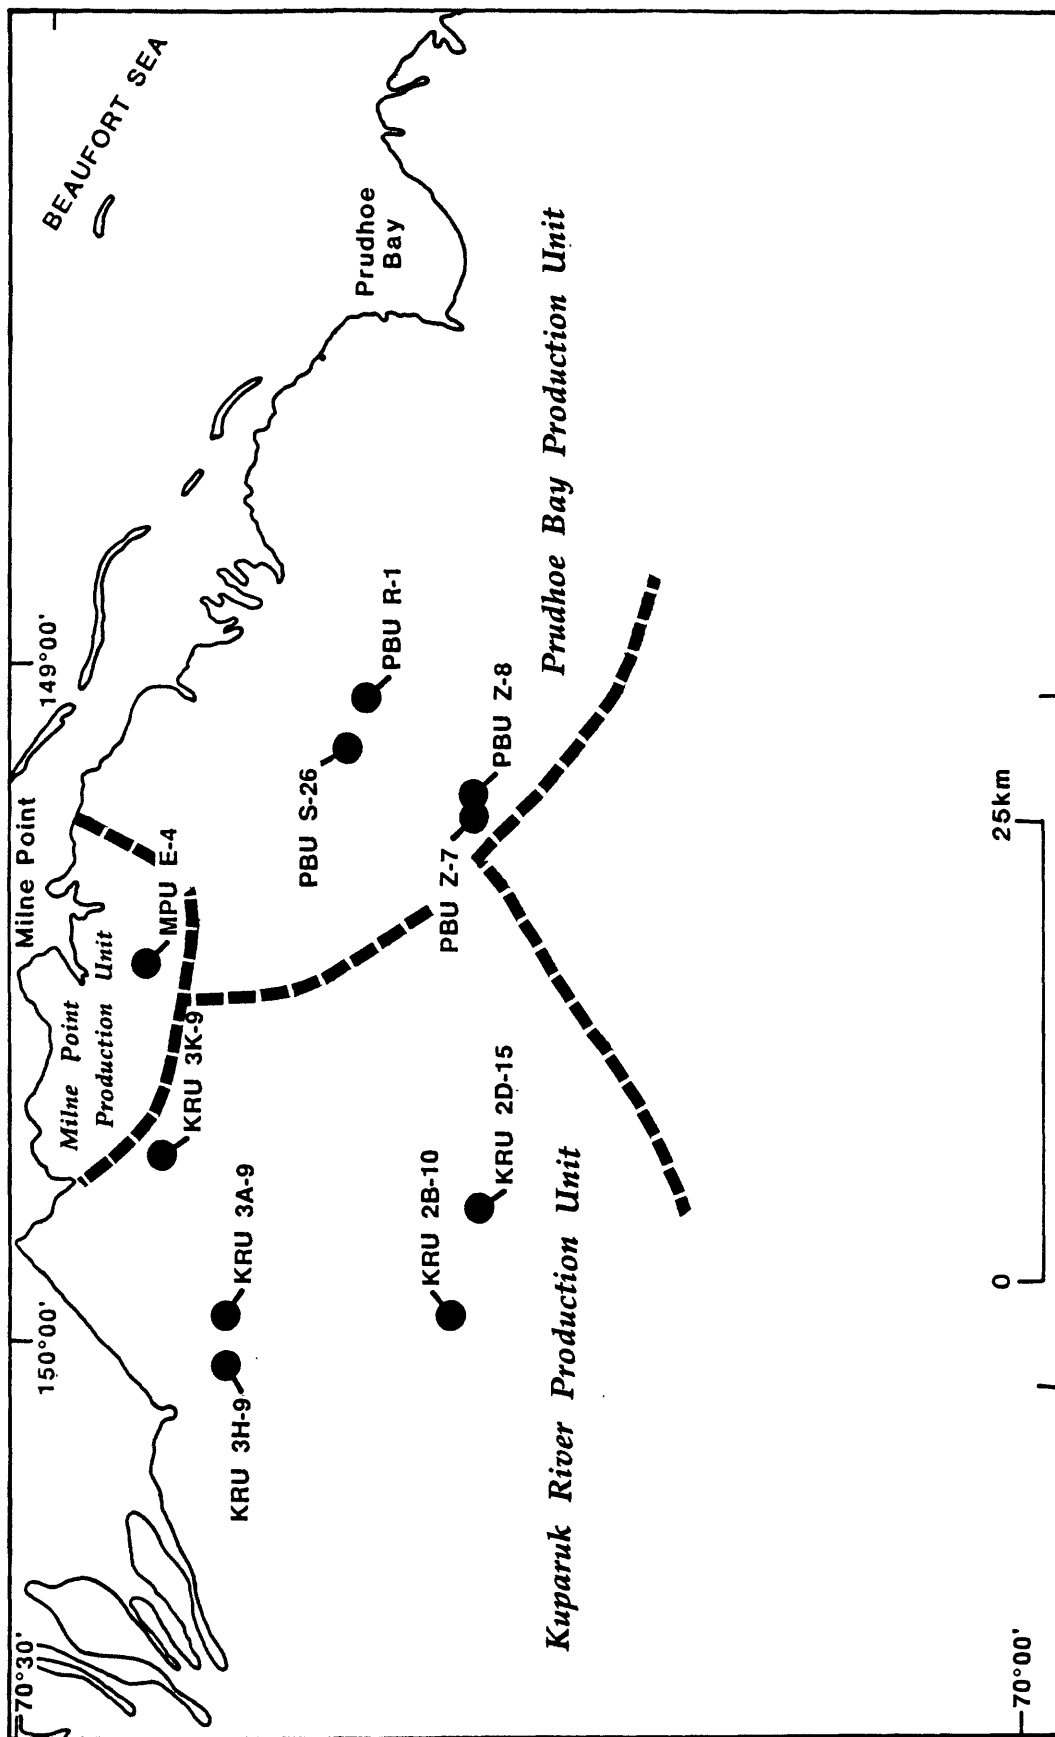 70°30'
150°00'
149°00'
BEAUFORT SEA
Milne Point
Milne Point
Production Unit
MPU E-4
KRU 3K-9
KRU 3H-9
KRU 3A-9
Prudhoe
Bay
PBU S-26
PBU R-1
KRU 2B-10
KRU 2D-15
PBU Z-7
PBU Z-8
Kuparuk River Production Unit
Prudhoe Bay Production Unit
70°00'
0
25km